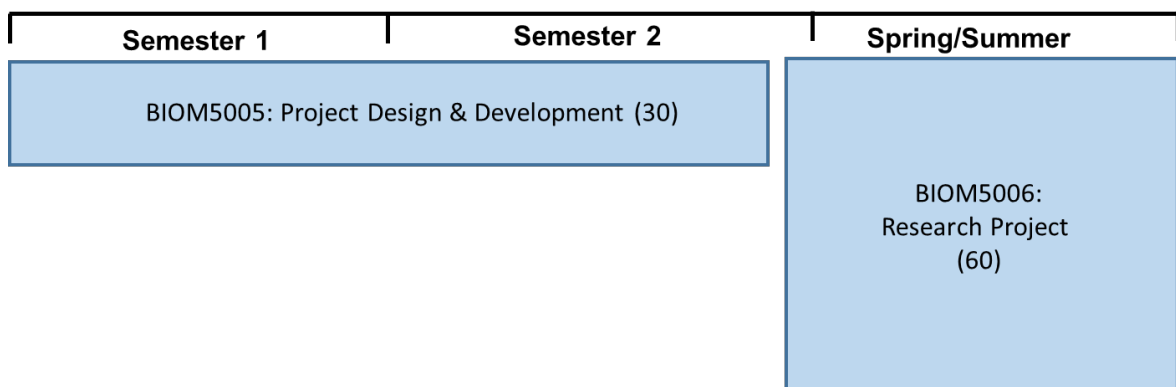 Semester 1
Semester 2
Spring/Summer
BIOM5005: Project Design & Development (30)
BIOM5006:
Research Project
(60)